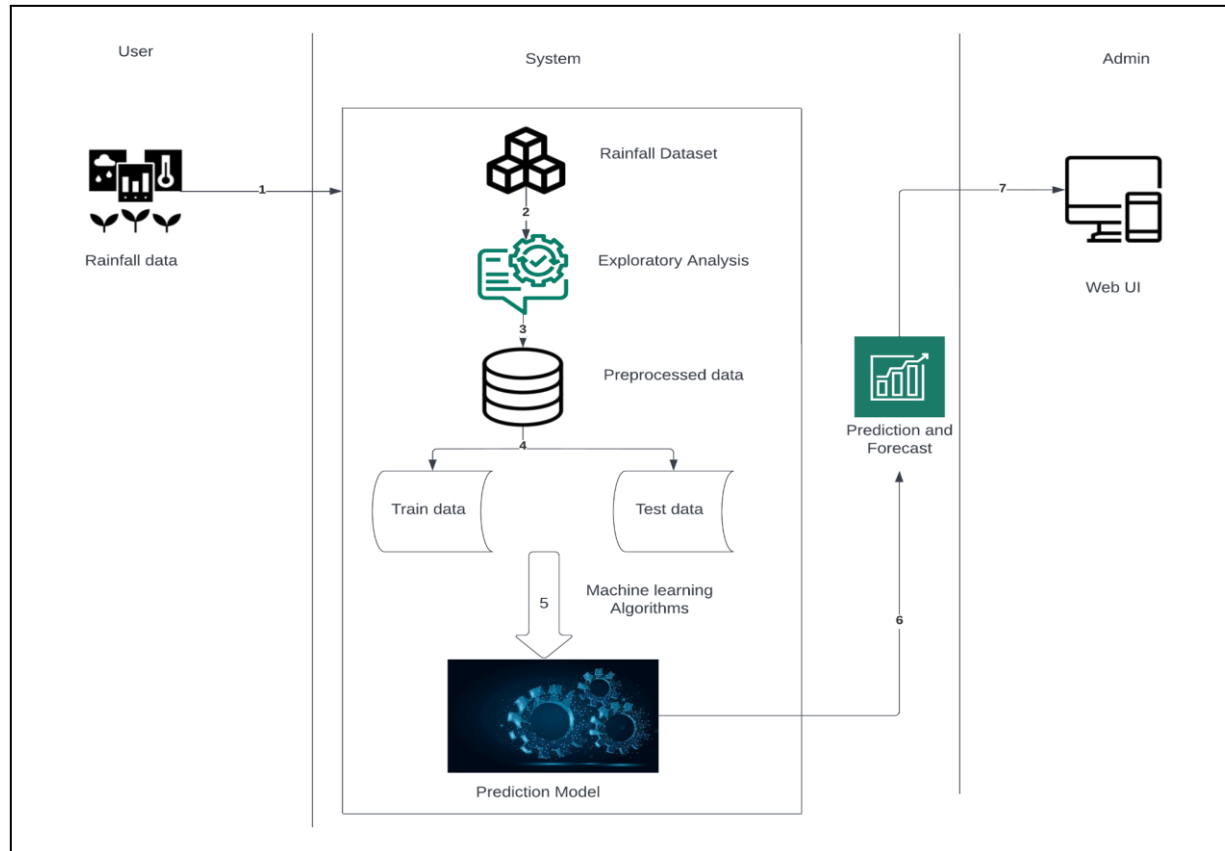 User
System
Admin
Rainfall Dataset
1
7
2
Rainfall data
Exploratory Analysis
Web UI
3
Preprocessed data
Prediction and
Forecast
4
Train data
Test data
Machine learning
Algorithms
5
6
Prediction Model